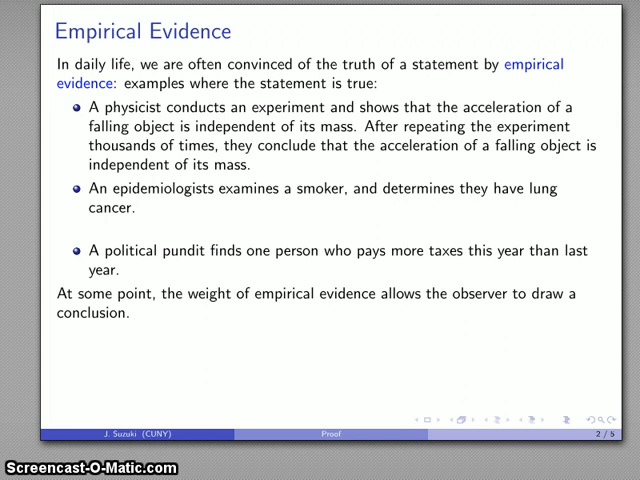 Empirical Evidence
In daily life, we are often convinced of the truth of a statement by empirical
evidence: examples where the statement is true:
A physicist conducts an experiment and shows that the acceleration of a
falling object is independent of its mass. After repeating the experiment
thousands of times, they conclude that the acceleration of a falling object is
independent of its mass.
An epidemiologists examines a smoker, and determines they have lung
cancer.
A political pundit finds one person who pays more taxes this year than last
year.
At some point, the weight of empirical evidence allows the observer to draw a
conclusion.
J. Suzuki (CUNY) Proof 2 / 5
Screencast-O-Matic.com